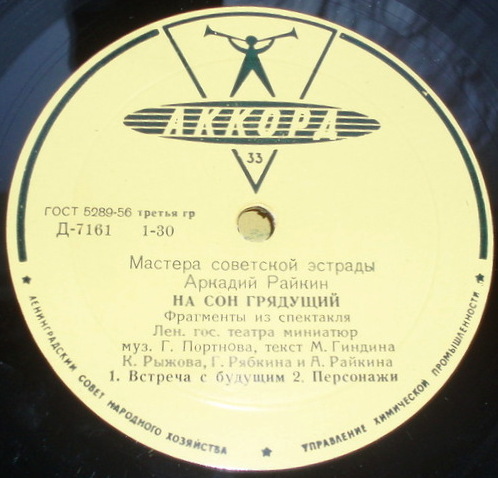 АККОРД
33
ГОСТ 5289-56 третья гр
Д-7161 1-30
Мастера советской эстрады
Аркадий Райкин
НА СОН ГРЯДУЩИЙ
Фрагменты из спектакля
Лен. гос. театра миниатюр
муз. Г. Портнова, текст М. Гиндина
К. Рыжова, Г. Рябкина и А. Райкина
1. Встреча с будущим 2. Персонажи
★ ЛЕНИНГРАДСКИЙ СОВЕТ НАРОДНОГО ХОЗЯЙСТВА ★ УПРАВЛЕНИЕ ХИМИЧЕСКОЙ ПРОМЫШЛЕННОСТИ ★